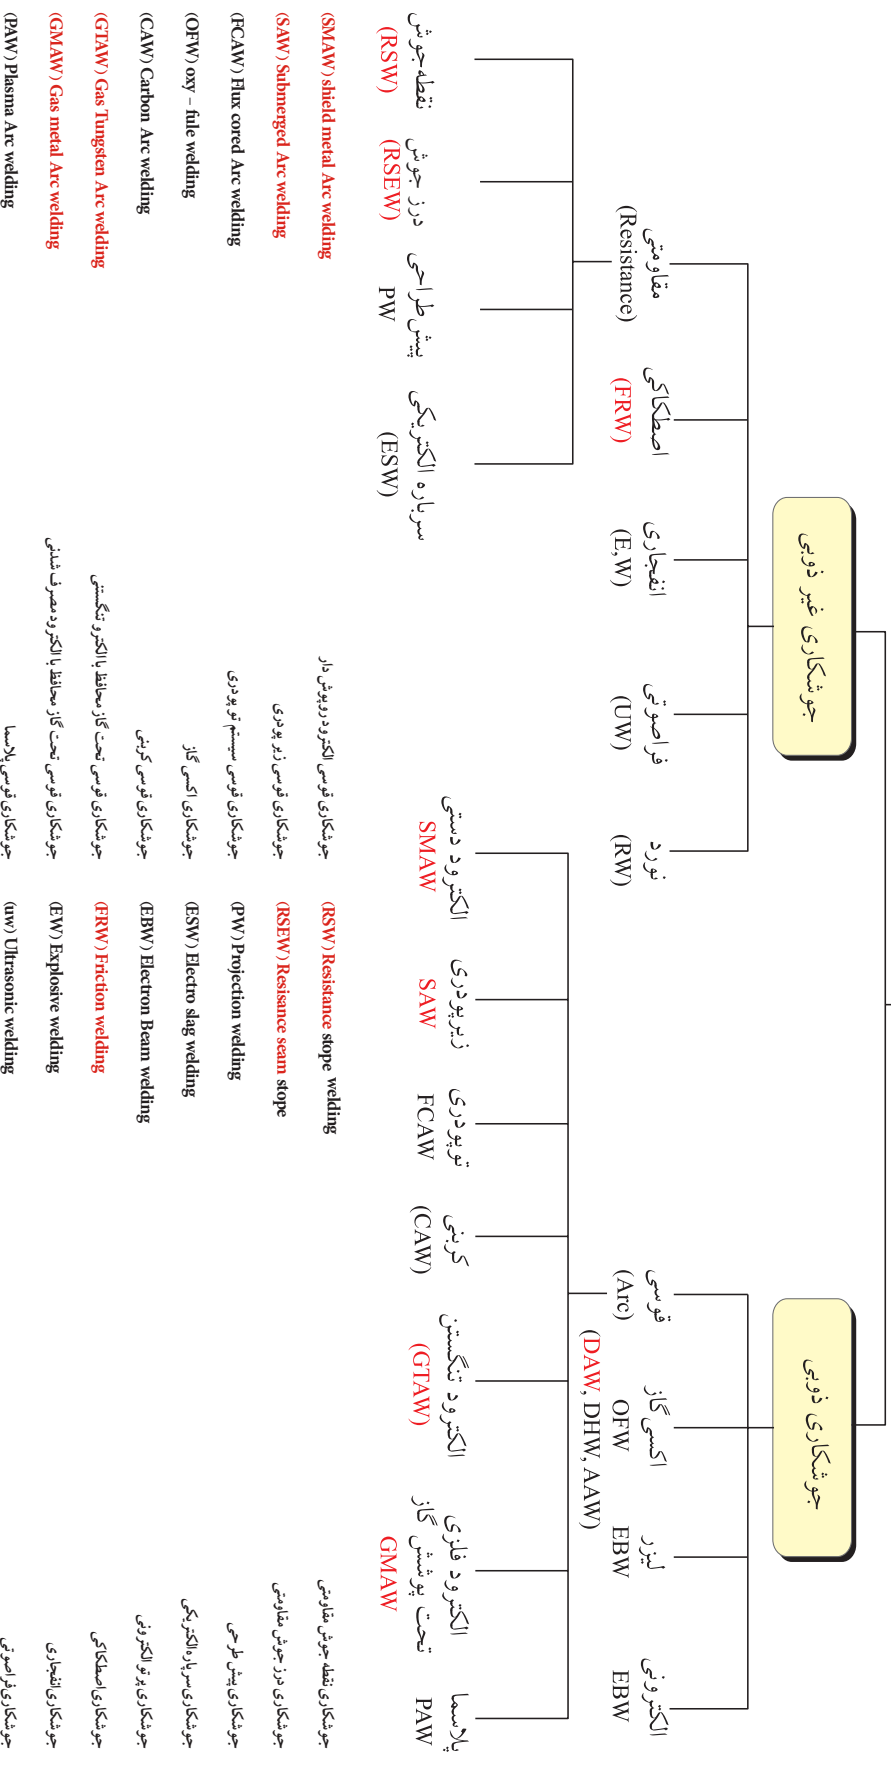 جوشکاری غیر ذوبی
جوشکاری ذوبی
مقاومتی
(Resistance)
اصطکاکی
(FRW)
انفجاری
(E,W)
فراصوتی
(UW)
نورد
(RW)
قوسی
(Arc)
اکسی گاز
OFW
(DAW, DHW, AAW)
لیزر
EBW
الکترونی
EBW
نقطه جوش
(RSW)
درز جوش
(RSEW)
پیش طراحی
PW
سرباره الکتریکی
(ESW)
الکترود دستی
SMAW
زیرپودری
SAW
توپودری
FCAW
کربنی
(CAW)
الکترود تنگستن
(GTAW)
الکترود فلزی
تحت پوشش گاز
GMAW
پلاسما
PAW
(SMAW) shield metal Arc welding جوشکاری قوسی الکترود روپوش دار
(RSW) Resistance stope welding جوشکاری نقطه جوش مقاومتی
(SAW) Submerged Arc welding جوشکاری قوسی زیر پودری
(RSEW) Resisance seam stope جوشکاری درز جوش مقاومتی
(FCAW) Flux cored Arc welding جوشکاری قوسی سیستم تو پودری
(PW) Projection welding جوشکاری پیش طرحی
(OFW) oxy – fule welding جوشکاری اکسی گاز
(ESW) Electro slag welding جوشکاری سرباره الکتریکی
(CAW) Carbon Arc welding جوشکاری قوسی کربنی
(EBW) Electron Beam welding جوشکاری پرتو الکترونی
(GTAW) Gas Tungsten Arc welding جوشکاری قوسی تحت گاز محافظ با الکترو تنگستنی
(FRW) Friction welding جوشکاری اصطکاکی
(GMAW) Gas metal Arc welding جوشکاری قوسی تحت گاز محافظ با الکترود مصرف شدنی
(EW) Explosive welding جوشکاری انفجاری
(PAW) Plasma Arc welding جوشکاری قوسی پلاسما
(uw) Ultrasonic welding جوشکاری فراصوتی